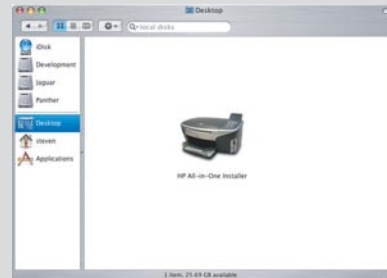 Desktop
local disks
iDisk
Development
Jaguar
Panther
Desktop
steven
Applications
HP All-in-One Installer
1 item, 25.69 GB available